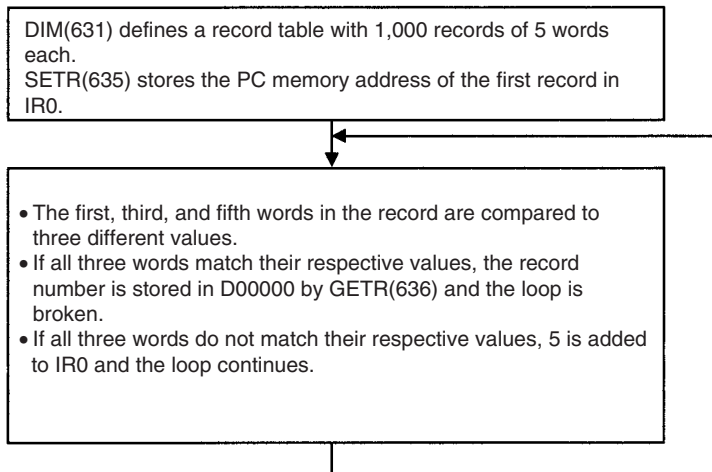 DIM(631) defines a record table with 1,000 records of 5 words
each.
SETR(635) stores the PC memory address of the first record in
IR0.
• The first, third, and fifth words in the record are compared to
three different values.
• If all three words match their respective values, the record
number is stored in D00000 by GETR(636) and the loop is
broken.
• If all three words do not match their respective values, 5 is added
to IR0 and the loop continues.